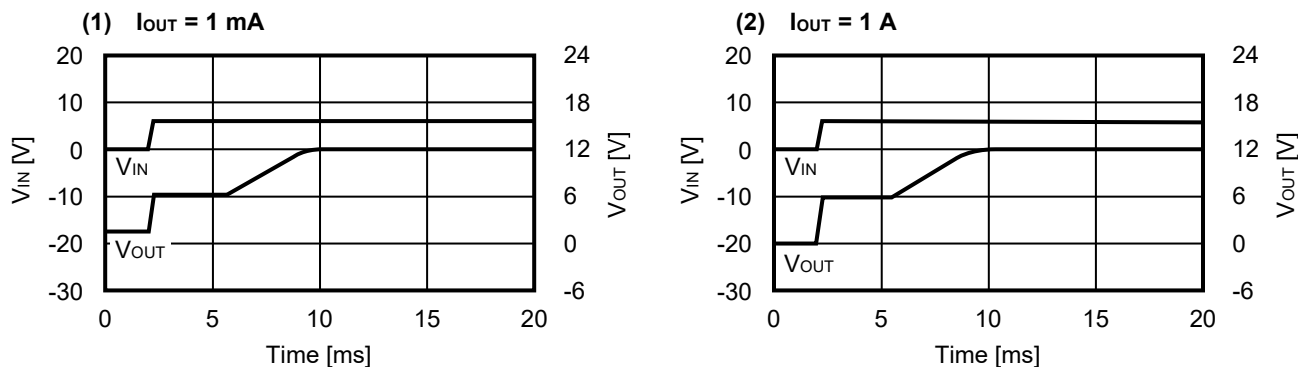 (1) IOUT = 1 mA
20
10
0
-10
-20
-30
VIN [V]
VIN
VOUT
24
18
12
6
0
-6
VOUT [V]
0 5 10 15 20
Time [ms]
(2) IOUT = 1 A
20
10
0
-10
-20
-30
VIN [V]
VIN
VOUT
24
18
12
6
0
-6
VOUT [V]
0 5 10 15 20
Time [ms]